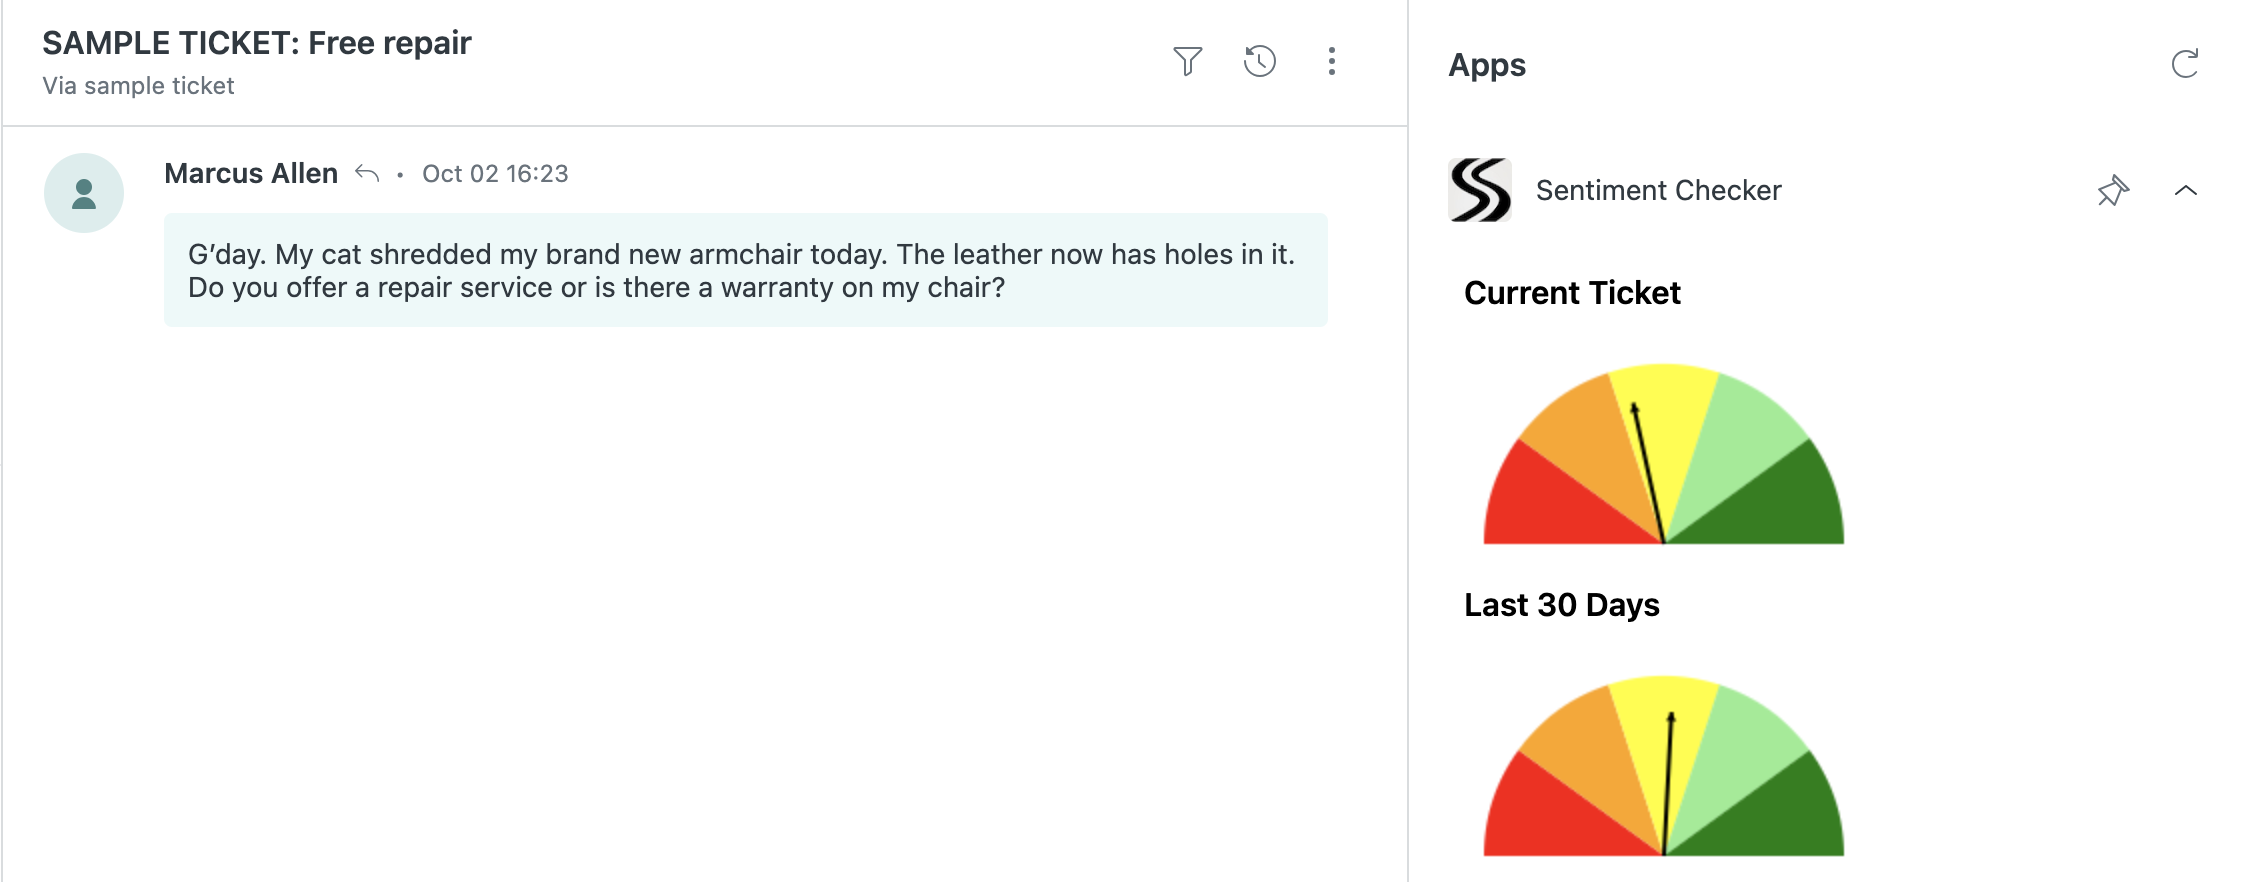 SAMPLE TICKET: Free repair
Via sample ticket
Marcus Allen • Oct 02 16:23
G’day. My cat shredded my brand new armchair today. The leather now has holes in it.
Do you offer a repair service or is there a warranty on my chair?
Apps
Sentiment Checker
Current Ticket
Last 30 Days